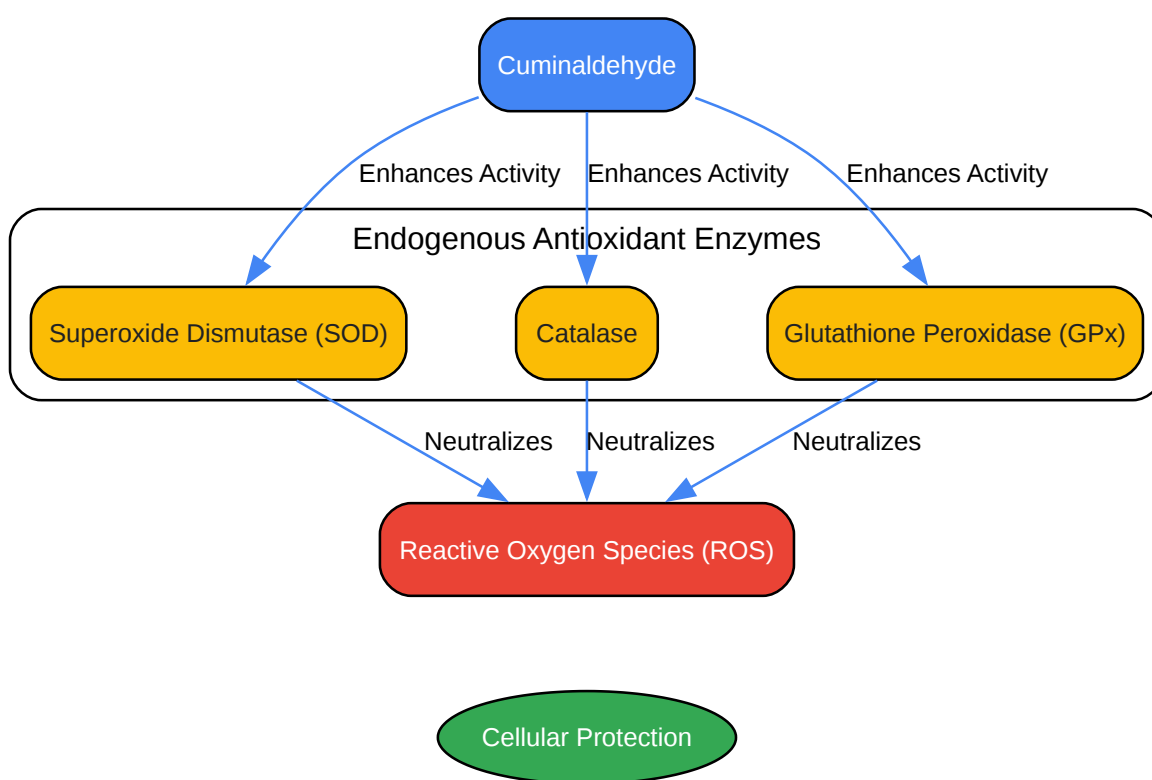 Cuminaldehyde
Enhances Activity
Enhances Activity
Enhances Activity
Endogenous Antioxidant Enzymes
Superoxide Dismutase (SOD)
Catalase
Glutathione Peroxidase (GPx)
Neutralizes
Neutralizes
Neutralizes
Reactive Oxygen Species (ROS)
Cellular Protection